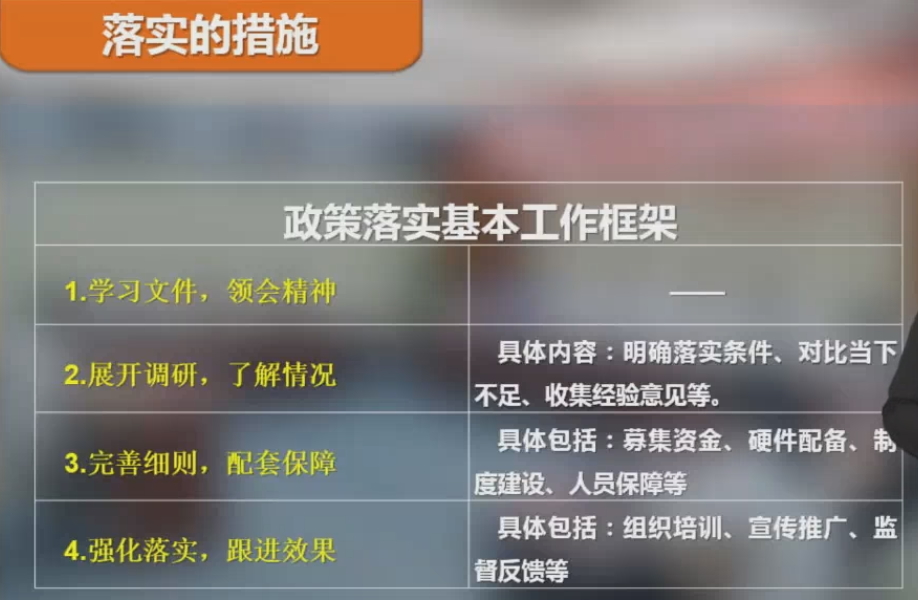 落实的措施
政策落实基本工作框架
1.学习文件，领会精神
——
2.展开调研，了解情况
具体内容：明确落实条件、对比当下
不足、收集经验意见等。
3.完善细则，配套保障
具体包括：募集资金、硬件配备、制
度建设、人员保障等
4.强化落实，跟进效果
具体包括：组织培训、宣传推广、监
督反馈等